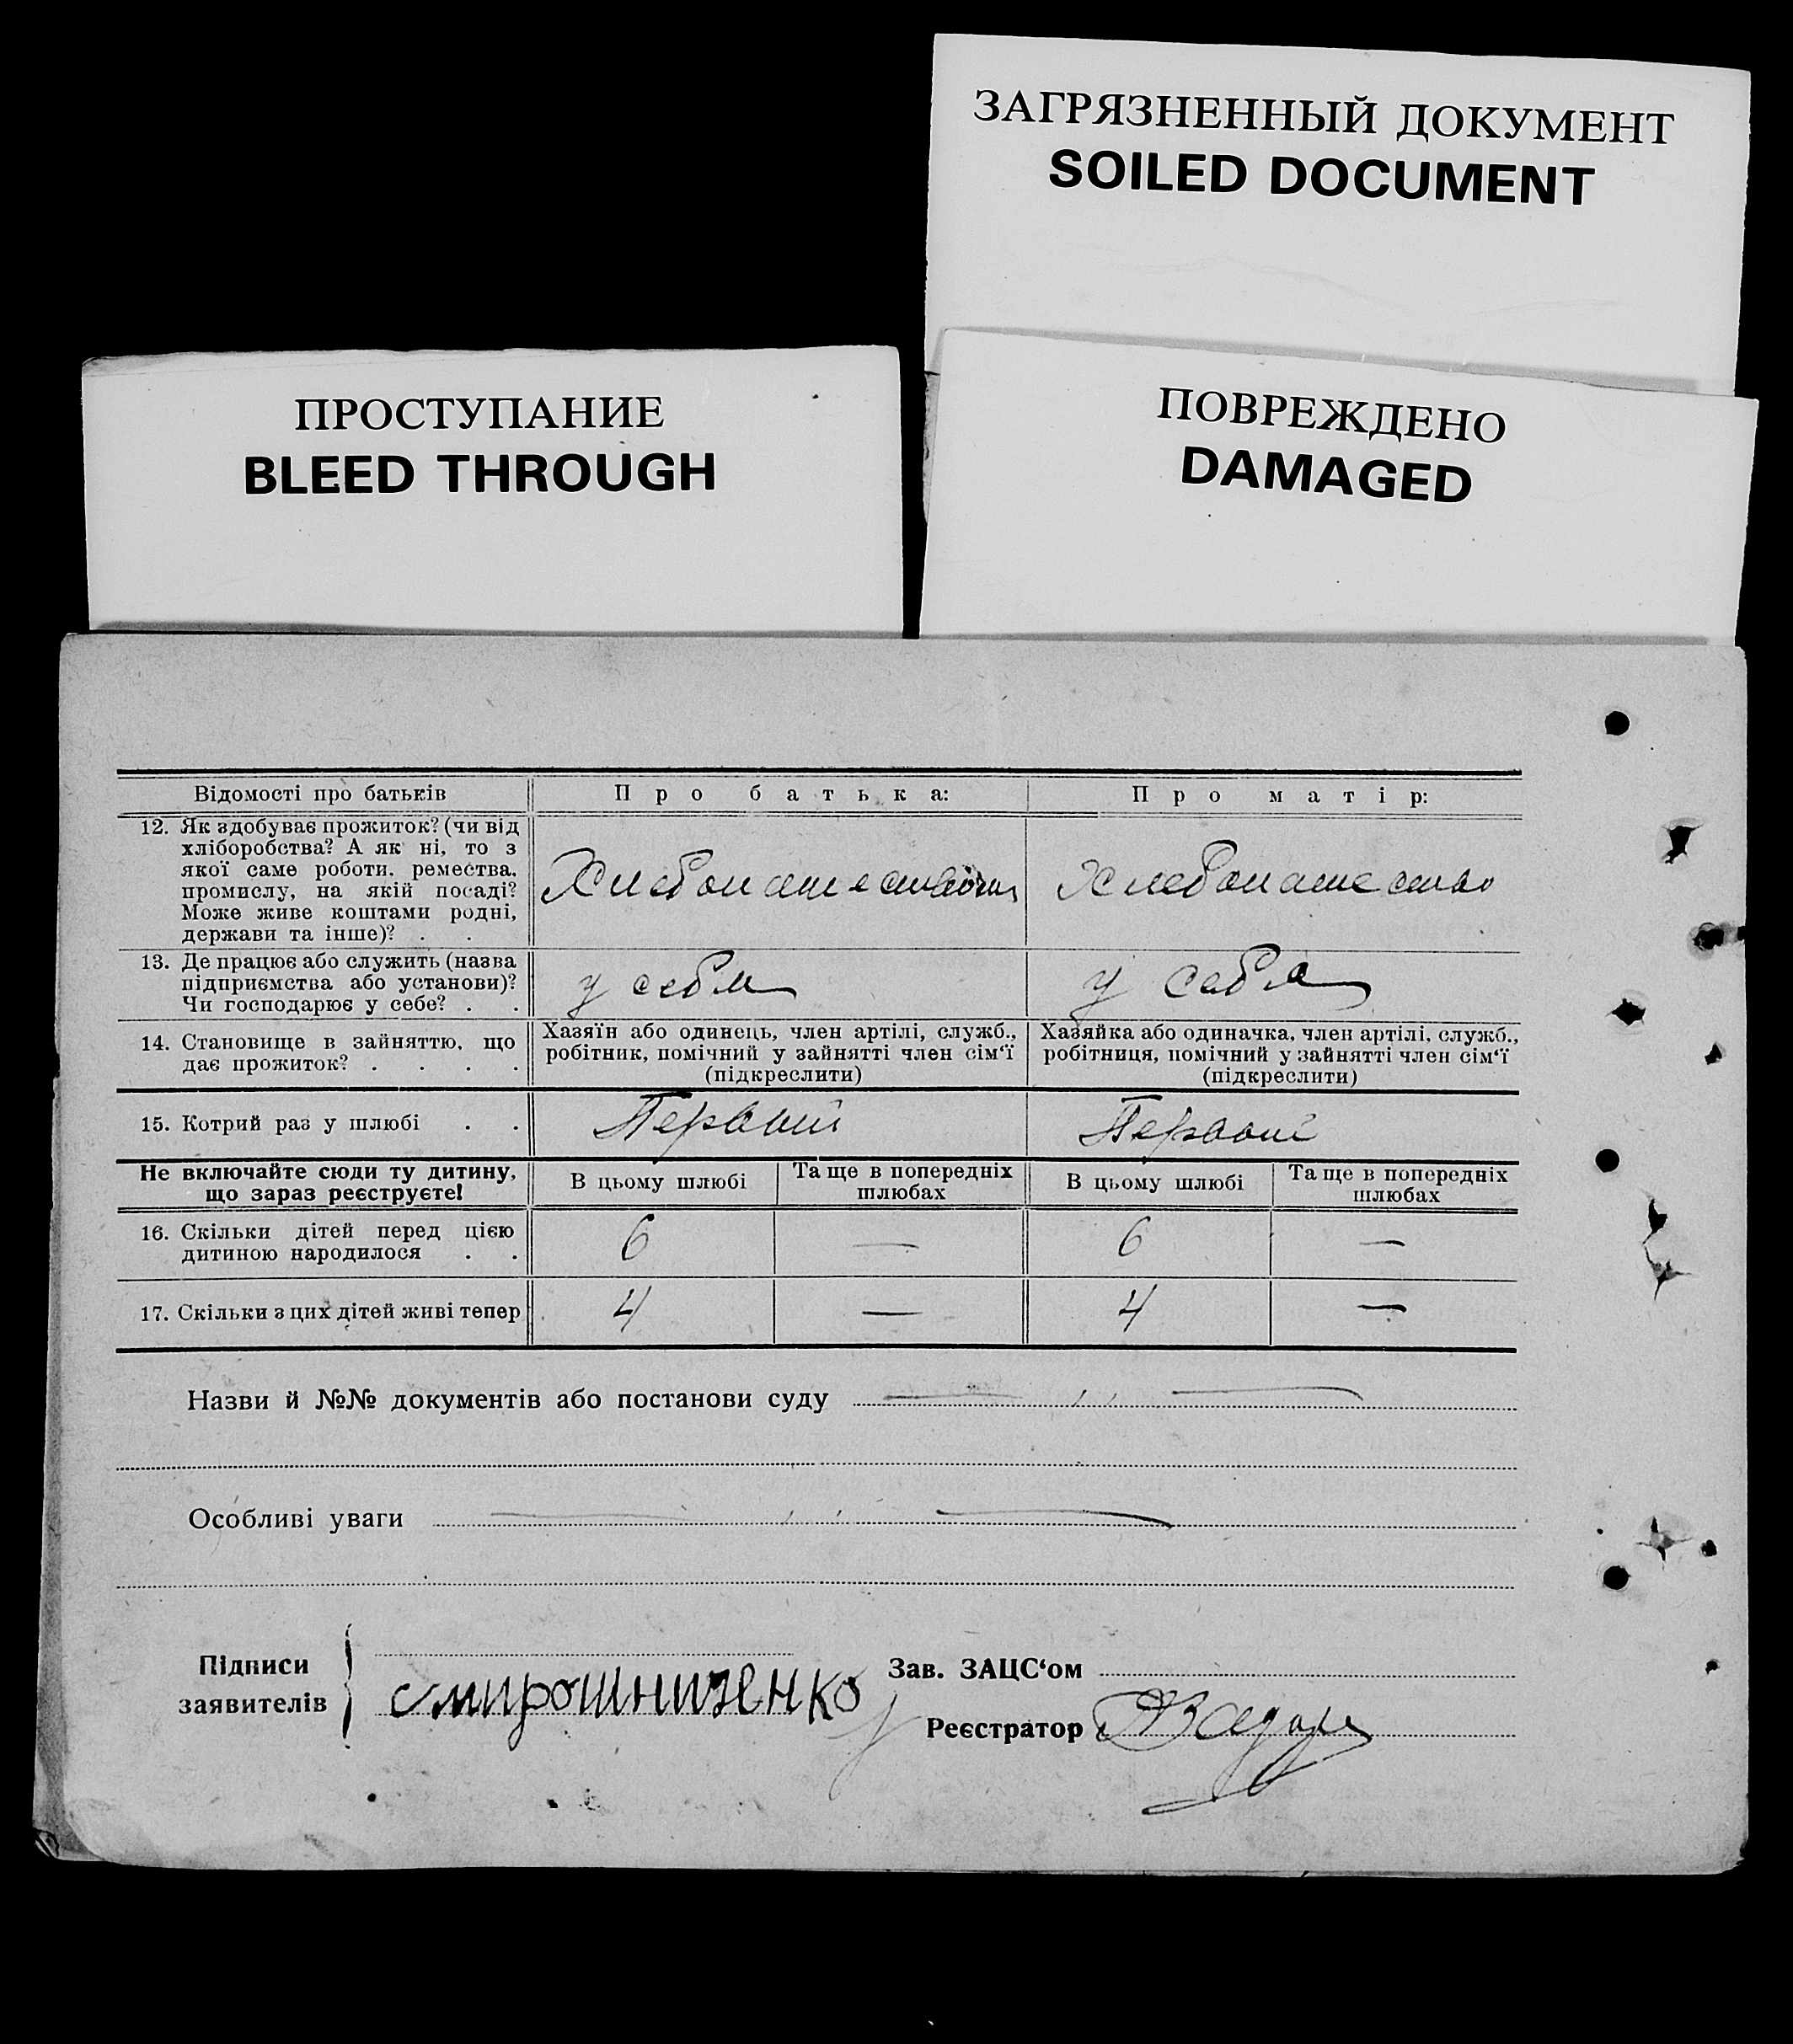 ЗАГРЯЗНЕННЫЙ ДОКУМЕНТ
SOILED DOCUMENT
ПРОСТУПАНИЕ
BLEED THROUGH
ПОВРЕЖДЕНО
DAMAGED
Відомості про батьків
Про батька:
Про матір:
12. Як здобуває прожиток? (чи від
хліборобства? А як ні, то з
якої саме роботи, ремества,
промислу, на якій посаді?
Може живе коштами родні,
держави та інше)? . .
Хлебопашество
13. Де працює або служить (назва
підприємства або установи)?
Чи господарює у себе? . .
у себя
у себя
14. Становище в зайняттю, що
дає прожиток? . . . .
Хазяїн або одинець, член артілі, служб.,
робітник, помічний у зайнятті член сім‘ї
(підкреслити)
Хазяйка або одиначка, член артілі, служб.,
робітниця, помічний у зайнятті член сім‘ї
(підкреслити)
15. Котрий раз у шлюбі . .
Первый
Первый
Не включайте сюди ту дитину,
що зараз реєструєте!
В цьому шлюбі
Та ще в попередніх
шлюбах
В цьому шлюбі
Та ще в попередніх
шлюбах
16. Скільки дітей перед цією
дитиною народилося . .
6 — 6 —
17. Скільки з цих дітей живі тепер
4 — 4 —
Назви й №№ документів або постанови суду — ,, —
Особливі уваги — ,, —
Підписи
заявителів
смирошниченко
Зав. ЗАЦС‘ом
Реєстратор